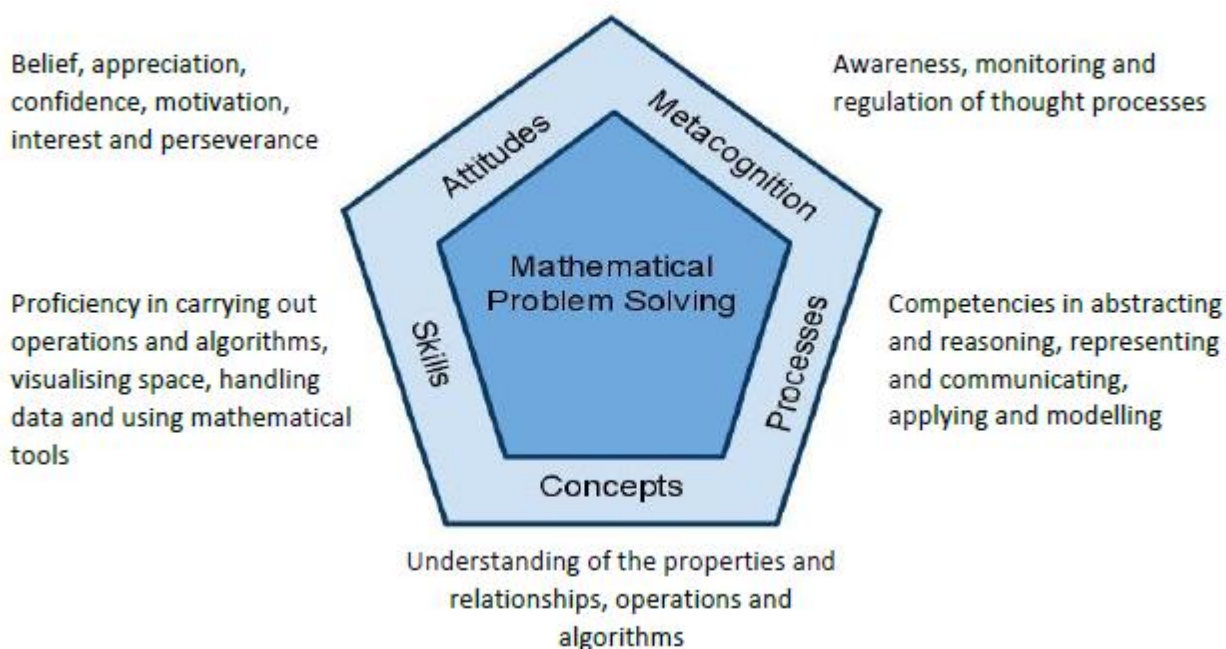 Belief, appreciation,
confidence, motivation,
interest and perseverance
Attitudes
Metacognition
Awareness, monitoring and
regulation of thought processes
Mathematical
Problem Solving
Proficiency in carrying out
operations and algorithms,
visualising space, handling
data and using mathematical
tools
Skills
Processes
Competencies in abstracting
and reasoning, representing
and communicating,
applying and modelling
Concepts
Understanding of the properties and
relationships, operations and
algorithms